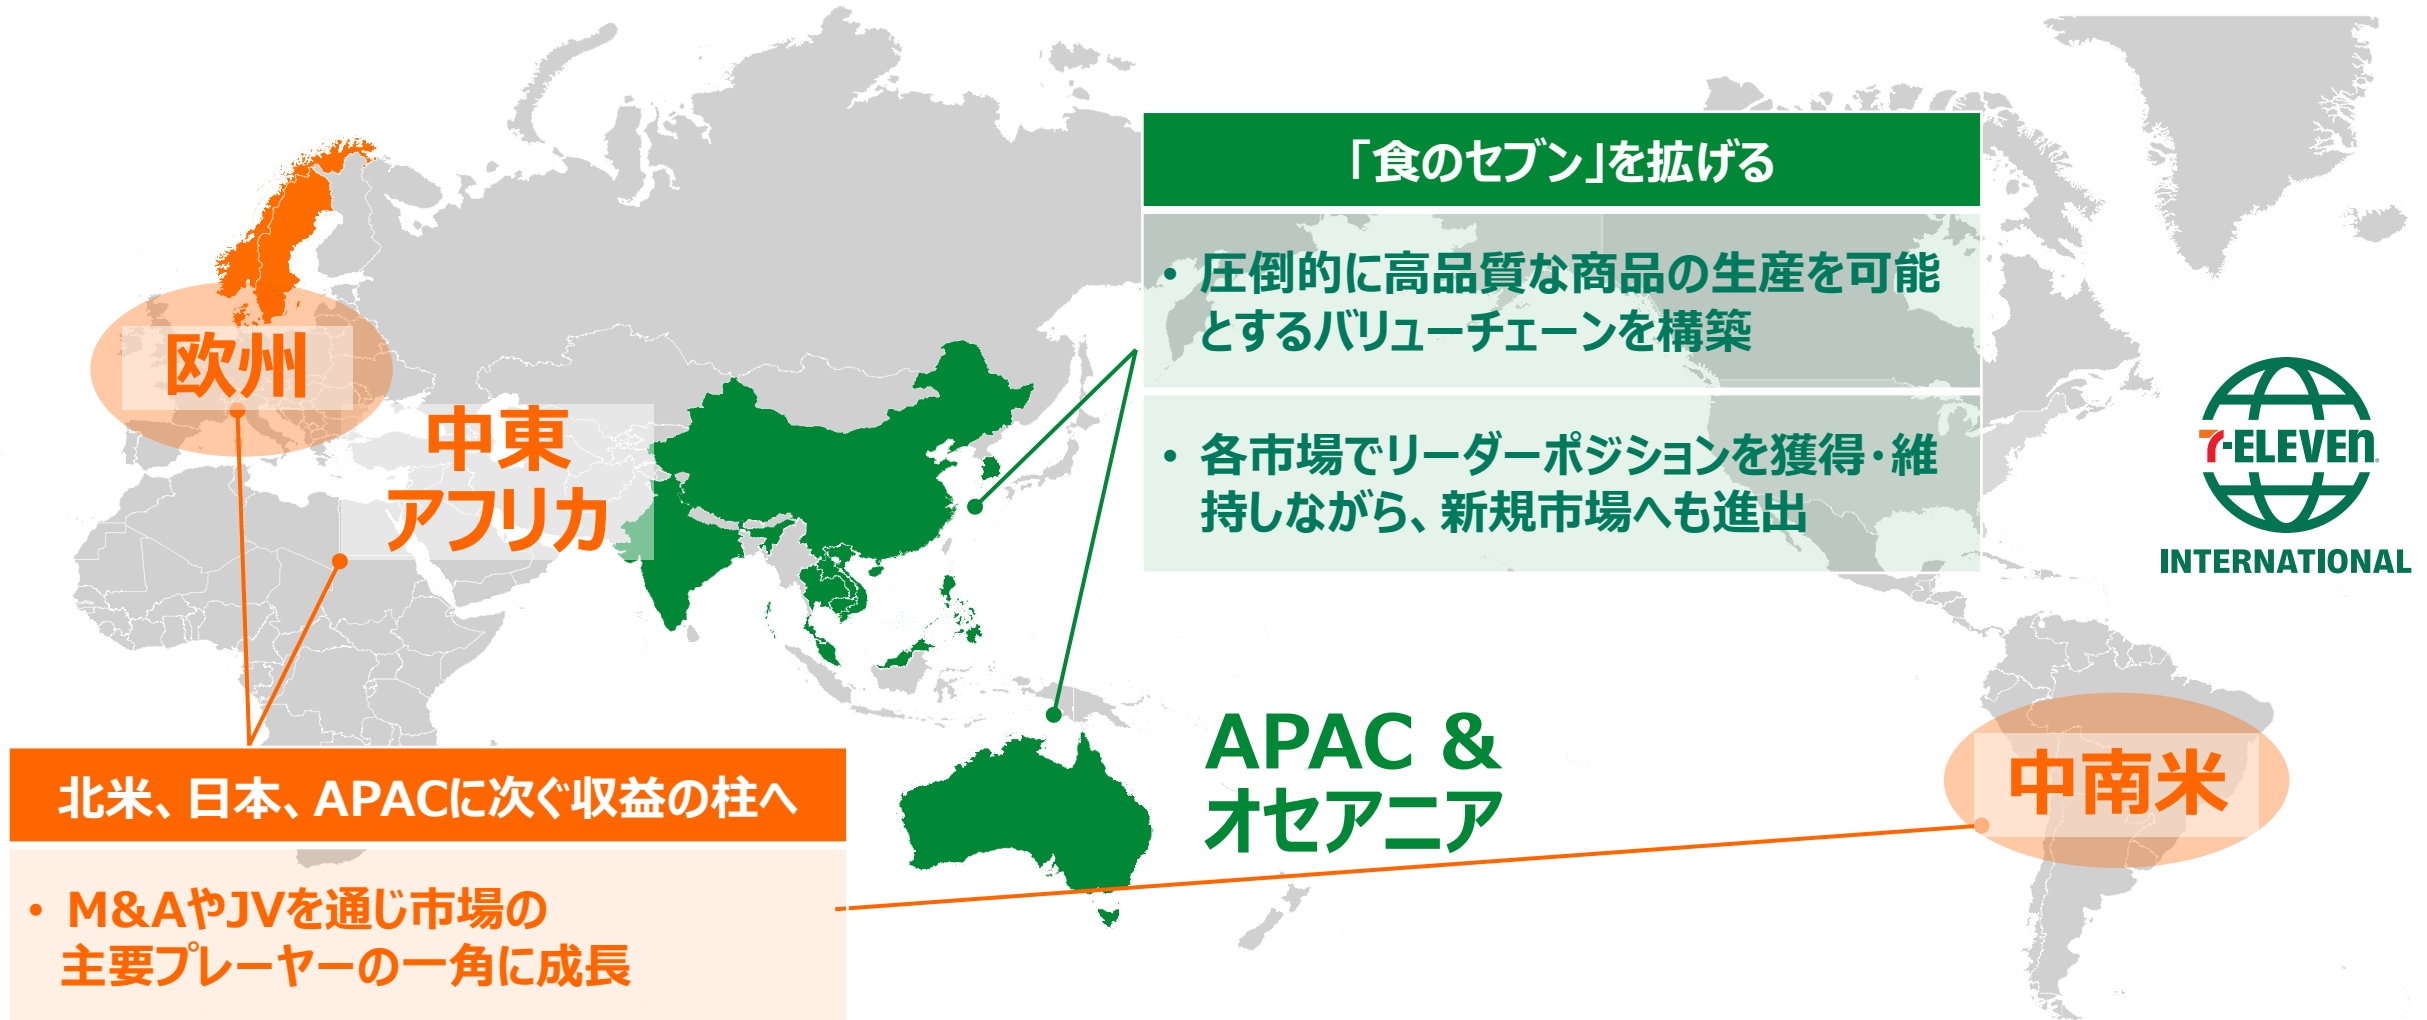 「食のセブン」を拡げる
• 圧倒的に高品質な商品の生産を可能
とするバリューチェーンを構築
• 各市場でリーダーポジションを獲得・維
持しながら、新規市場へも進出
欧州
中東
アフリカ
7-ELEVEn
INTERNATIONAL
APAC &
オセアニア
中南米
北米、日本、APACに次ぐ収益の柱へ
• M&AやJVを通じ市場の
主要プレーヤーの一角に成長